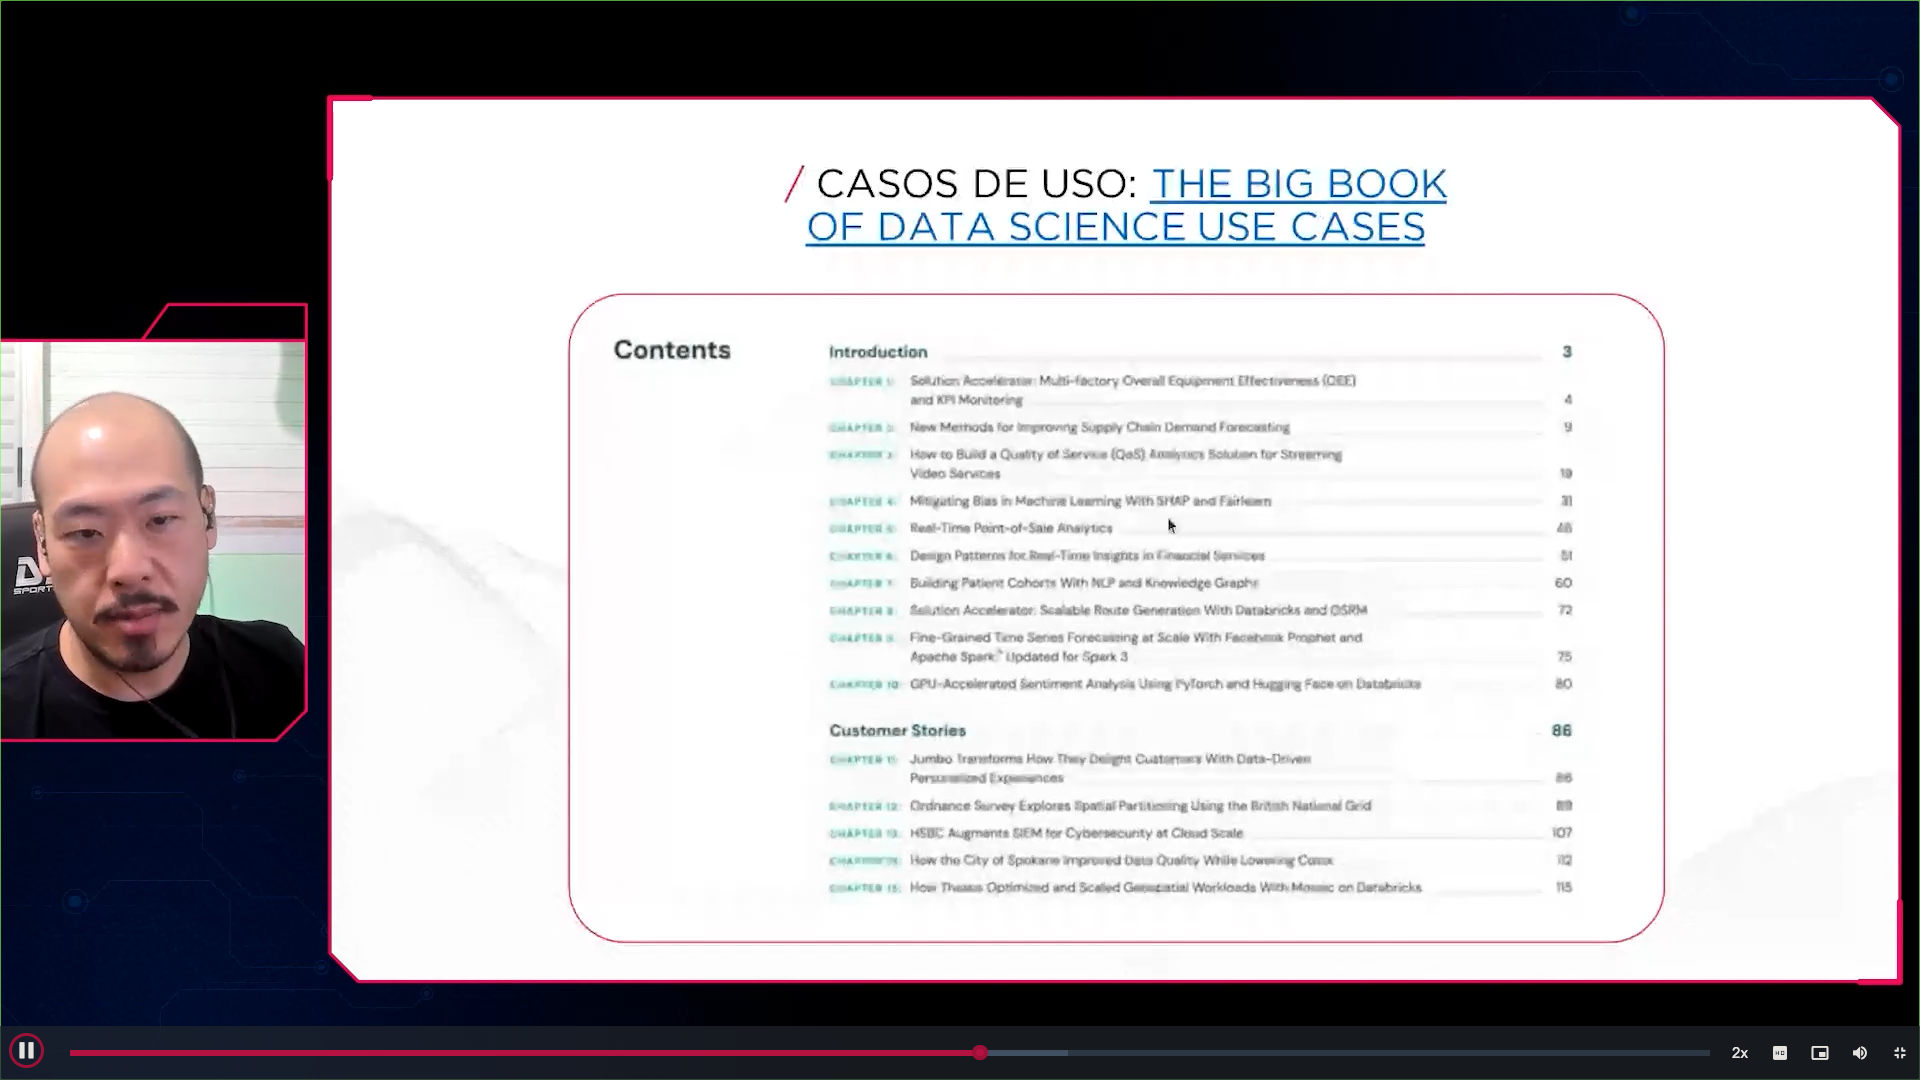 / CASOS DE USO: THE BIG BOOK
OF DATA SCIENCE USE CASES
Contents
Introduction 3
CHAPTER 1: Solution Accelerator: Multi-factory Overall Equipment Effectiveness (OEE)
and KPI Monitoring 4
CHAPTER 2: New Methods for Improving Supply Chain Demand Forecasting 9
CHAPTER 3: How to Build a Quality of Service (QoS) Analytics Solution for Streaming
Video Services 19
CHAPTER 4: Mitigating Bias in Machine Learning With SHAP and Fairlearn 31
CHAPTER 5: Real-Time Point-of-Sale Analytics
CHAPTER 6: Design Patterns for Real-Time Insights in Financial Services 51
CHAPTER 7: Building Patient Cohorts With NLP and Knowledge Graphs 60
CHAPTER 8: Solution Accelerator: Scalable Route Generation With Databricks and OSRM 72
CHAPTER 9: Fine-Grained Time Series Forecasting at Scale With Facebook Prophet and
Apache Spark™ Updated for Spark 3 75
CHAPTER 10: GPU-Accelerated Sentiment Analysis Using PyTorch and Hugging Face on Databricks 80
Customer Stories 86
CHAPTER 11: Jumbo Transforms How They Delight Customers With Data-Driven
Personalized Experiences 86
CHAPTER 12: Ordnance Survey Explores Spatial Partitioning Using the British National Grid 89
CHAPTER 13: HSBC Augments SIEM for Cybersecurity at Cloud Scale 107
CHAPTER 14: How the City of Spokane Improved Data Quality While Lowering Costs 112
CHAPTER 15: How Thasos Optimized and Scaled Geospatial Workloads With Mosaic on Databricks 115
SPORT
2x
HD